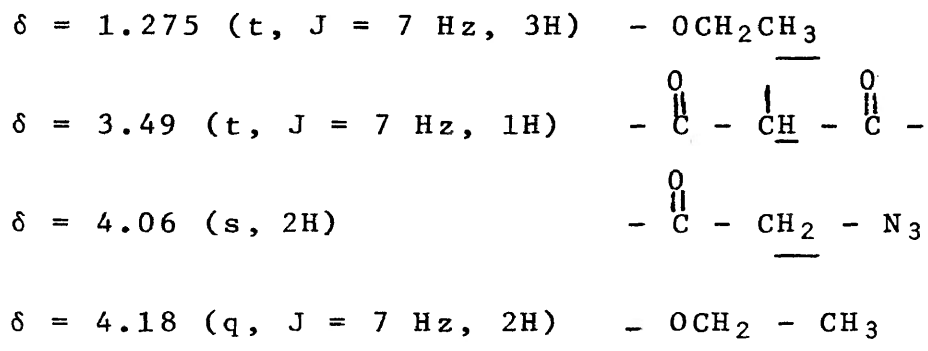 δ = 1.275 (t, J = 7 Hz, 3H) - OCH₂CH₃
O O
δ = 3.49 (t, J = 7 Hz, 1H) - C - CH - C -
O
δ = 4.06 (s, 2H) - C - CH₂ - N₃
δ = 4.18 (q, J = 7 Hz, 2H) - OCH₂ - CH₃